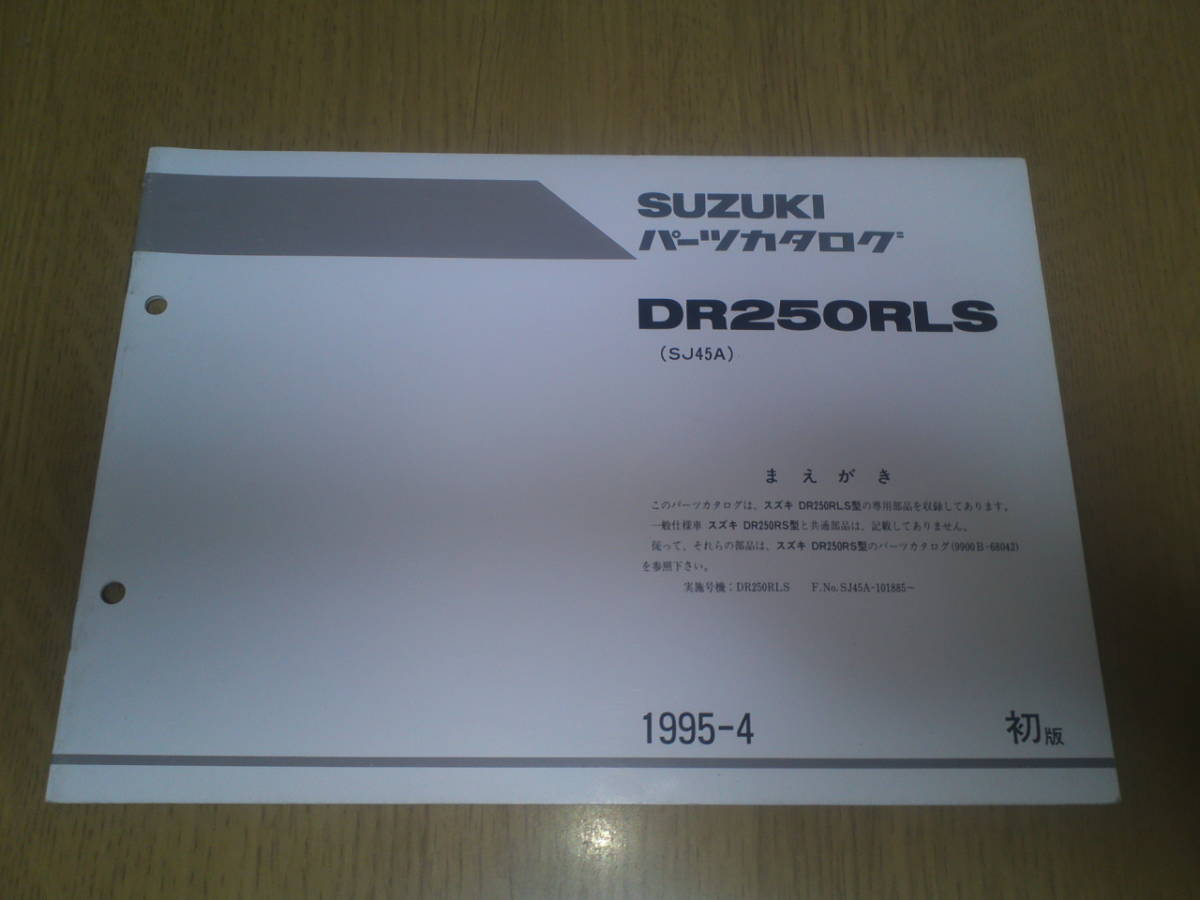 SUZUKI
パーツカタログ
DR250RLS
(SJ45A)
まえがき
このパーツカタログは、スズキ DR250RLS型の専用部品を収録してあります。
一般仕様車 スズキ DR250RS型と共通部品は、記載してありません。
従って、それらの部品は、スズキ DR250RS型のパーツカタログ(9900B-68042)
を参照下さい。
実施号機：DR250RLS F.No.SJ45A-101885~
1995-4 初版